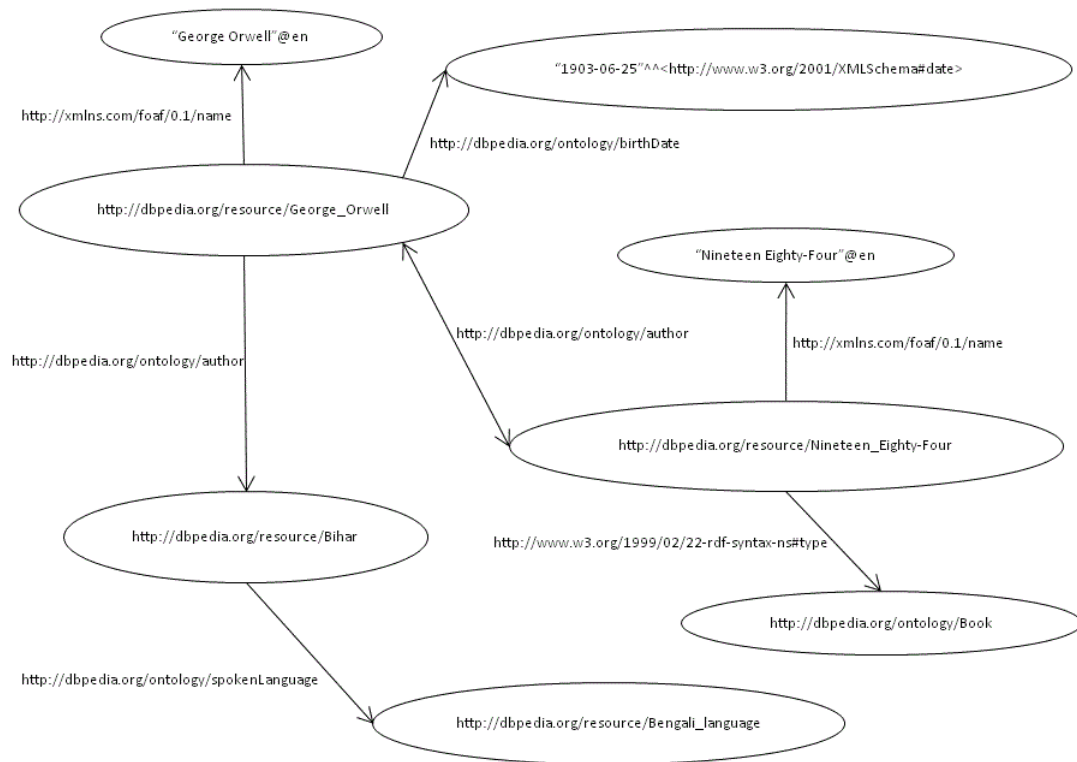 “George Orwell”@en
“1903-06-25”^^<http://www.w3.org/2001/XMLSchema#date>
http://xmlns.com/foaf/0.1/name
http://dbpedia.org/ontology/birthDate
http://dbpedia.org/resource/George_Orwell
“Nineteen Eighty-Four”@en
http://dbpedia.org/ontology/author
http://xmlns.com/foaf/0.1/name
http://dbpedia.org/ontology/author
http://dbpedia.org/resource/Nineteen_Eighty-Four
http://dbpedia.org/resource/Bihar
http://www.w3.org/1999/02/22-rdf-syntax-ns#type
http://dbpedia.org/ontology/Book
http://dbpedia.org/ontology/spokenLanguage
http://dbpedia.org/resource/Bengali_language